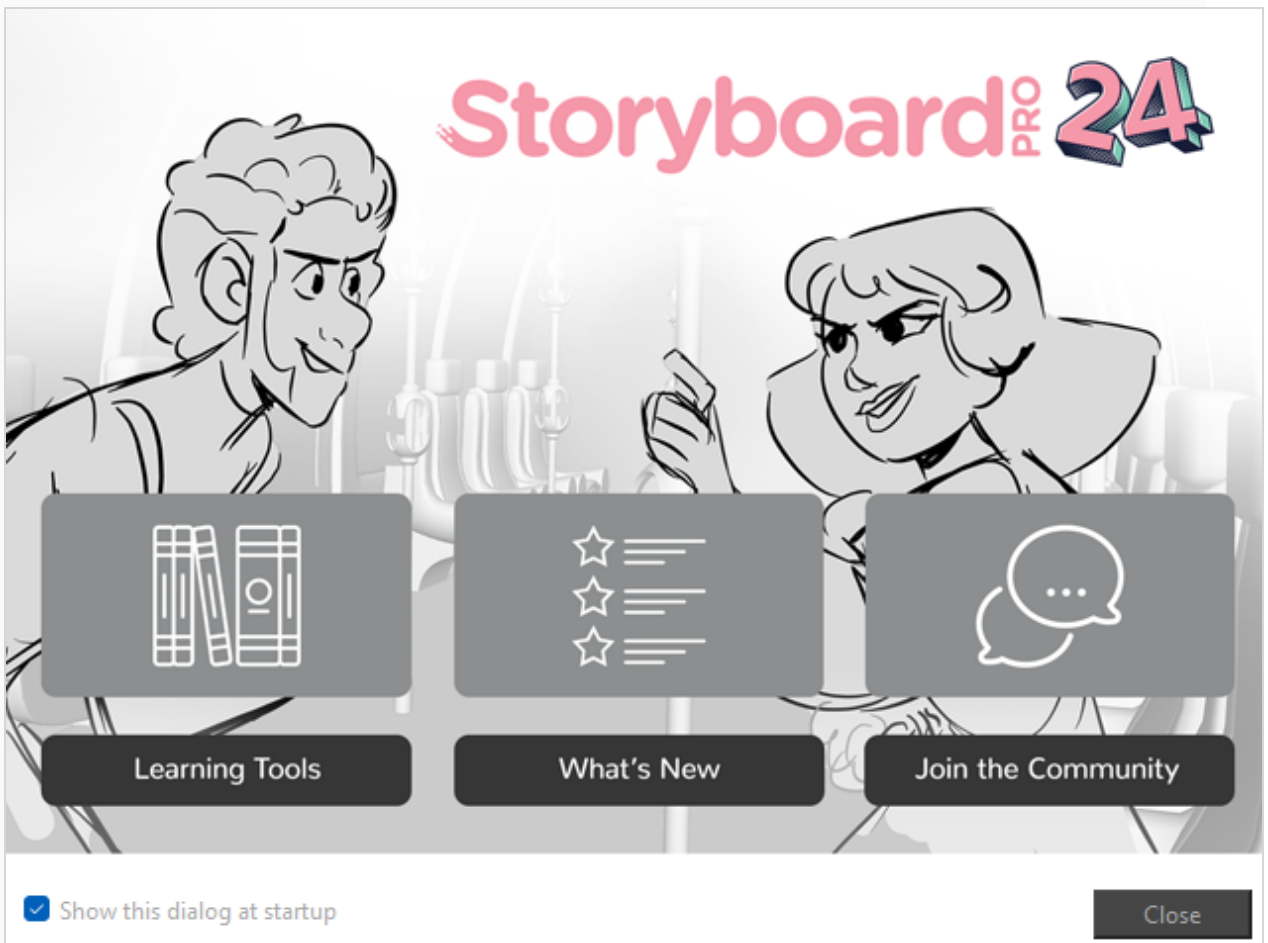 Storyboard PRO 24
Learning Tools
What's New
Join the Community
Show this dialog at startup
Close